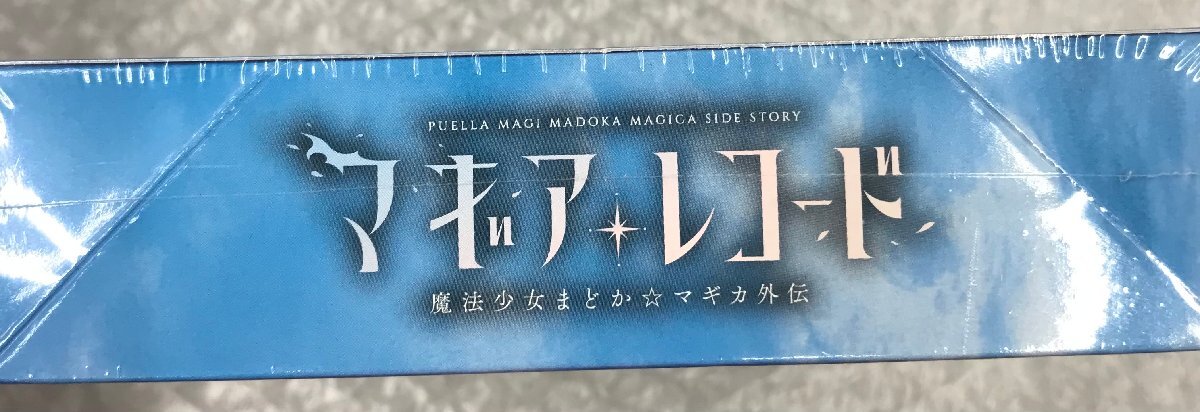 PUELLA MAGI MADOKA MAGICA SIDE STORY
マギア レコード
魔法少女まどか☆マギカ外伝